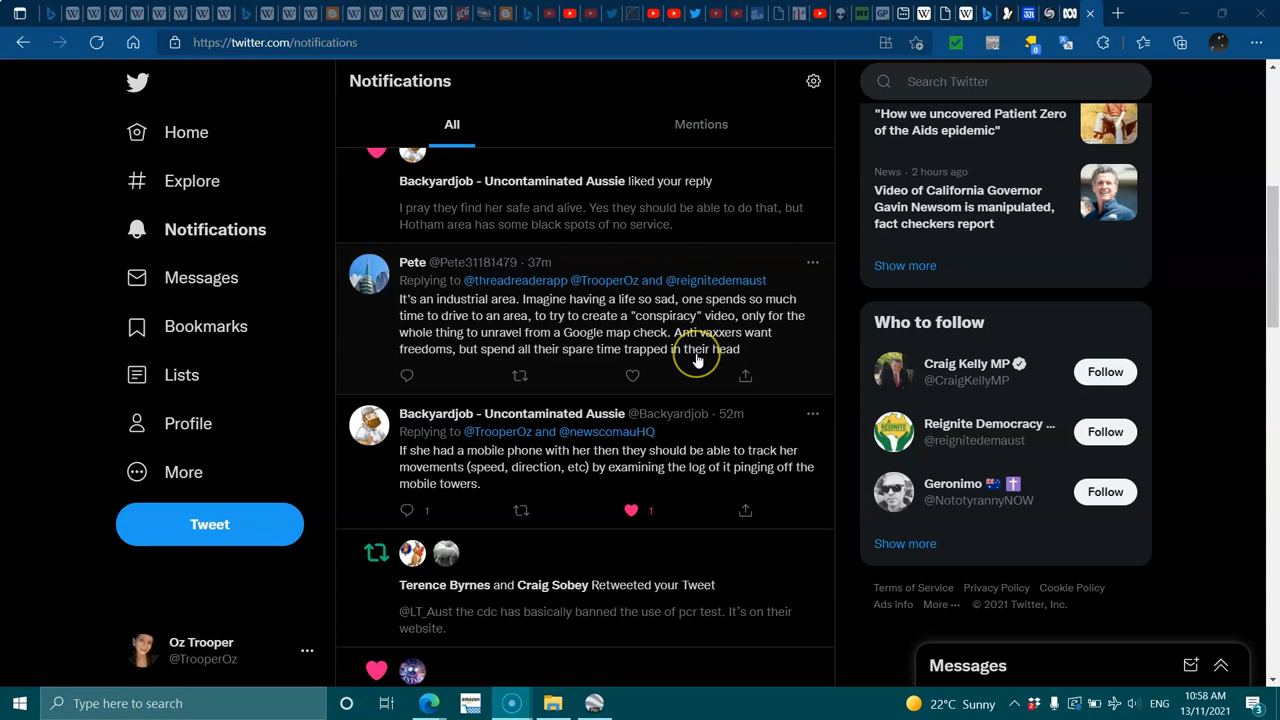 https://twitter.com/notifications
Home
Explore
Notifications
Messages
Bookmarks
Lists
Profile
More
Tweet
Oz Trooper
@TrooperOz
Notifications
All
Mentions
Backyardjob - Uncontaminated Aussie liked your reply
I pray they find her safe and alive. Yes they should be able to do that, but
Hotham area has some black spots of no service.
Pete @Pete31181479 · 37m
Replying to @threadreaderapp @TrooperOz and @reignitedemaust
It's an industrial area. Imagine having a life so sad, one spends so much
time to drive to an area, to try to create a "conspiracy" video, only for the
whole thing to unravel from a Google map check. Anti vaxxers want
freedoms, but spend all their spare time trapped in their head
Backyardjob - Uncontaminated Aussie @Backyardjob · 52m
Replying to @TrooperOz and @newscomauHQ
If she had a mobile phone with her then they should be able to track her
movements (speed, direction, etc) by examining the log of it pinging off the
mobile towers.
1
1
Terence Byrnes and Craig Sobey Retweeted your Tweet
@LT_Aust the cdc has basically banned the use of pcr test. It's on their
website.
Search Twitter
"How we uncovered Patient Zero
of the Aids epidemic"
News · 2 hours ago
Video of California Governor
Gavin Newsom is manipulated,
fact checkers report
Show more
Who to follow
Craig Kelly MP
@CraigKellyMP
Follow
Reignite Democracy ...
@reignitedemaust
Follow
Geronimo
@NototyrannyNOW
Follow
Show more
Terms of Service Privacy Policy Cookie Policy
Ads info More ··· © 2021 Twitter, Inc.
Messages
Type here to search
22°C Sunny
ENG
10:58 AM
13/11/2021